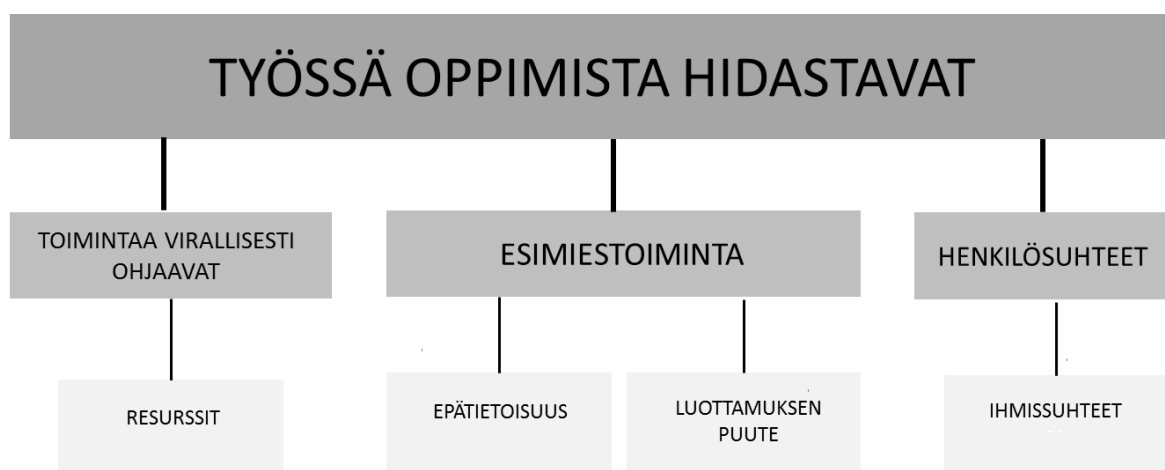 TYÖSSÄ OPPIMISTA HIDASTAVAT
TOIMINTAA VIRALLISESTI
OHJAAVAT
ESIMIESTOIMINTA
HENKILÖSUHTEET
RESURSSIT
EPÄTIETOISUUS
LUOTTAMUKSEN
PUUTE
IHMISSUHTEET